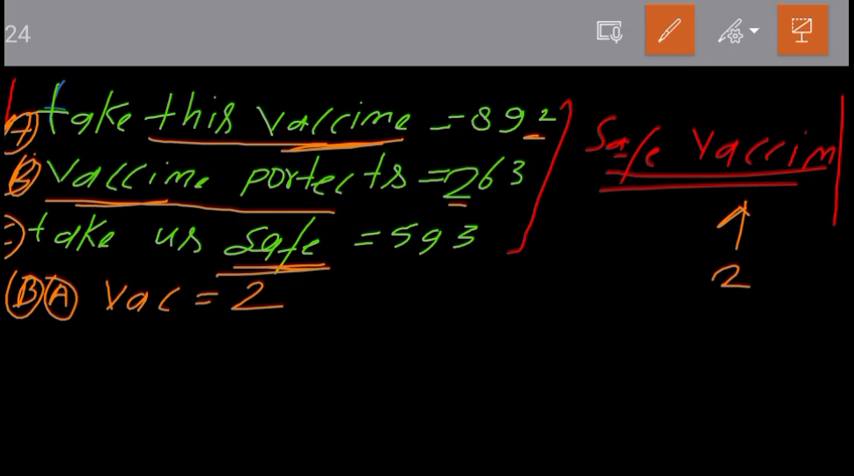 24
A) take this Vaccime = 892
B) Vaccime portects = 263
C) take us safe = 593
B A Vac = 2
Safe Vaccim
2